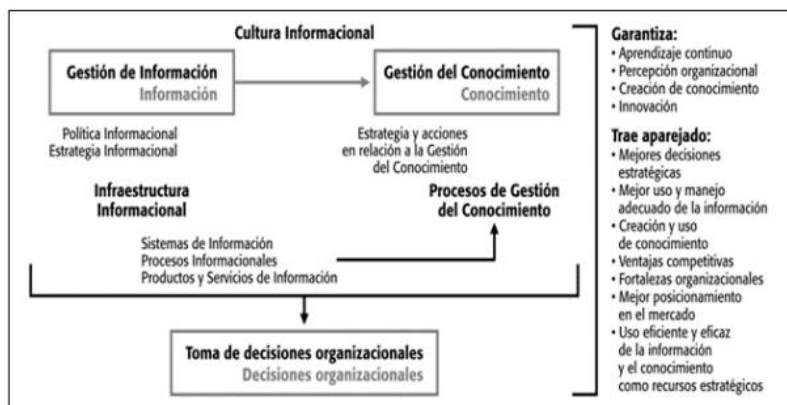 Cultura Informacional
Gestión de Información
Información
Gestión del Conocimiento
Conocimiento
Política Informacional
Estrategia Informacional
Estrategia y acciones
en relación a la Gestión
del Conocimiento
Infraestructura
Informacional
Procesos de Gestión
del Conocimiento
Sistemas de Información
Procesos Informacionales
Productos y Servicios de Información
Toma de decisiones organizacionales
Decisiones organizacionales
Garantiza:
• Aprendizaje continuo
• Percepción organizacional
• Creación de conocimiento
• Innovación
Trae aparejado:
• Mejores decisiones
estratégicas
• Mejor uso y manejo
adecuado de la información
• Creación y uso
de conocimiento
• Ventajas competitivas
• Fortalezas organizacionales
• Mejor posicionamiento
en el mercado
• Uso eficiente y eficaz
de la información
y el conocimiento
como recursos estratégicos